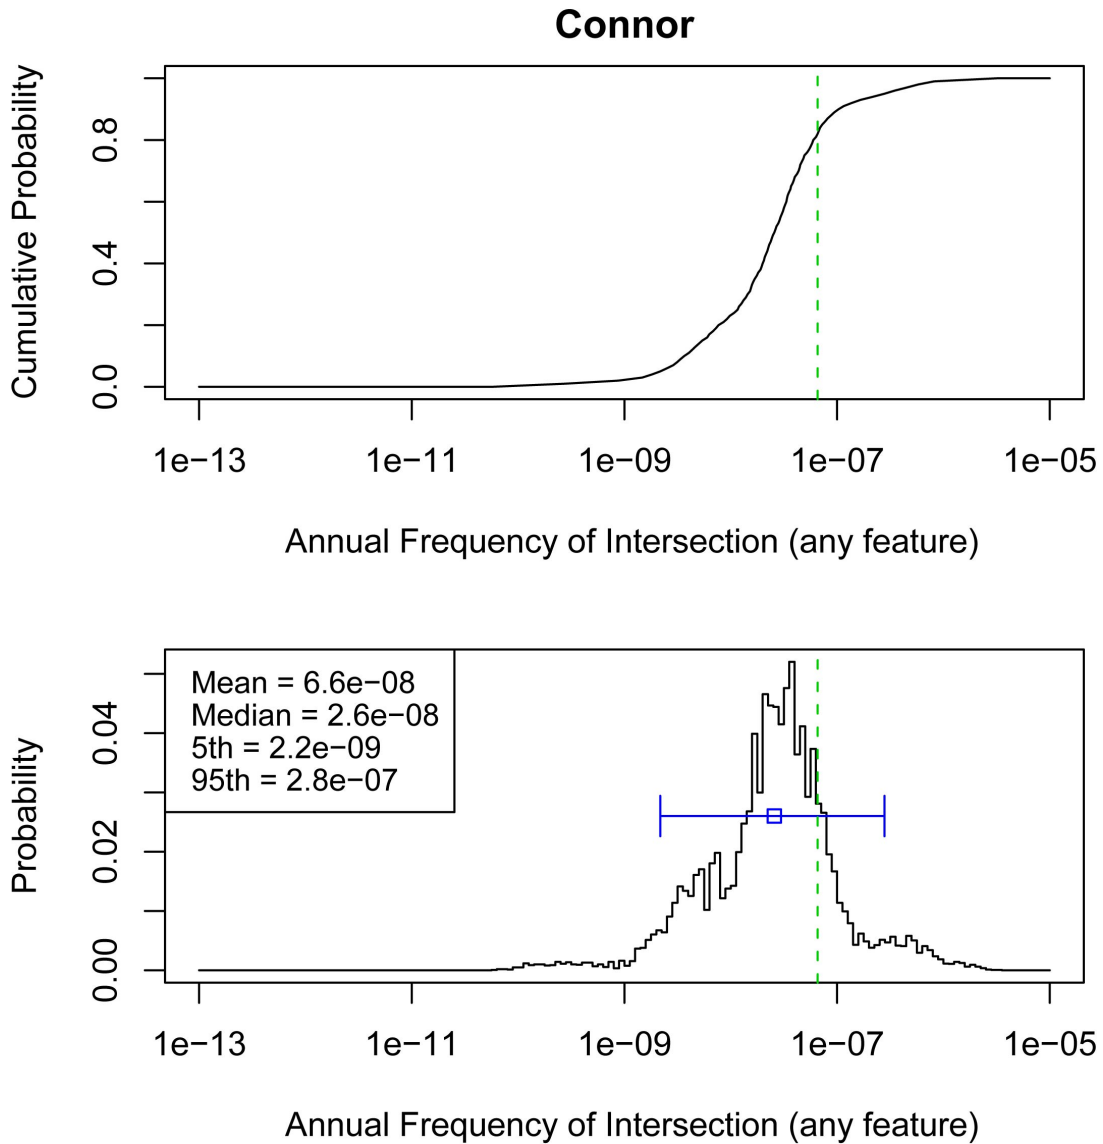 Connor
Cumulative Probability
0.8
0.4
0.0
1e−13 1e−11 1e−09 1e−07 1e−05
Annual Frequency of Intersection (any feature)
Probability
0.04
0.02
0.00
Mean = 6.6e−08
Median = 2.6e−08
5th = 2.2e−09
95th = 2.8e−07
1e−13 1e−11 1e−09 1e−07 1e−05
Annual Frequency of Intersection (any feature)